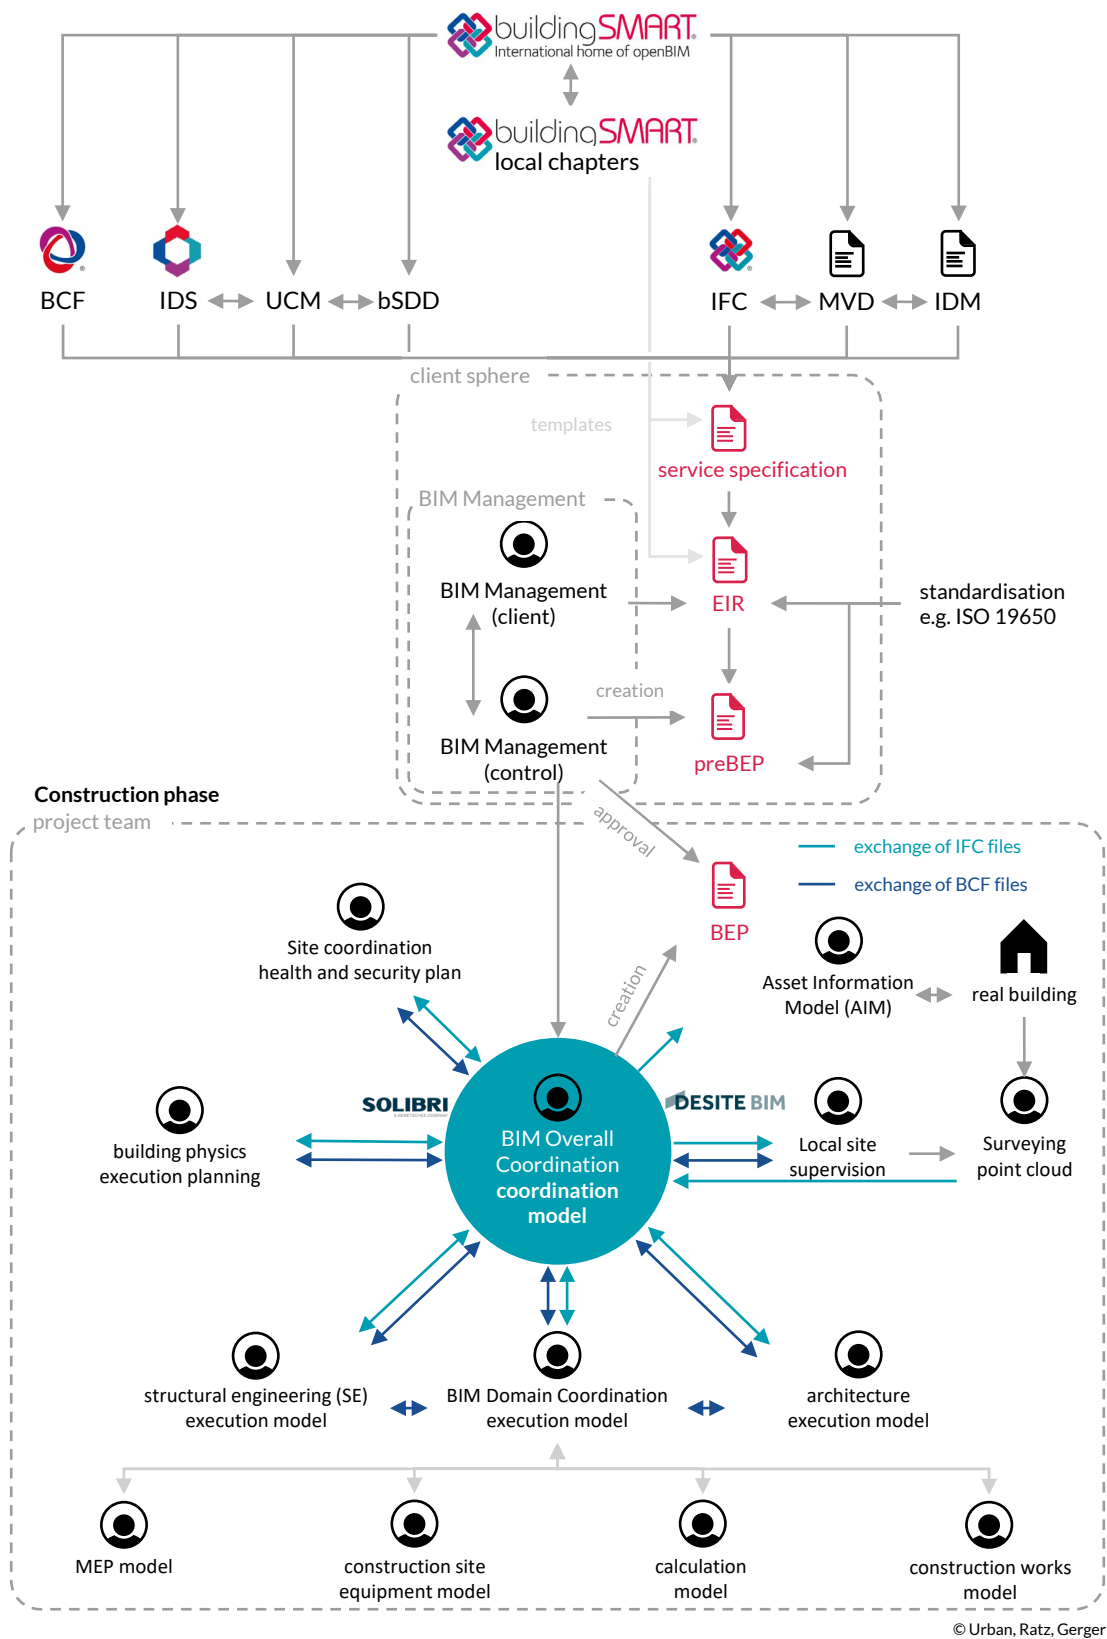 buildingSMART®
International home of openBIM
buildingSMART®
local chapters
BCF
IDS
UCM
bSDD
IFC
MVD
IDM
client sphere
templates
service specification
BIM Management
BIM Management
(client)
EIR
standardisation
e.g. ISO 19650
creation
BIM Management
(control)
preBEP
Construction phase
project team
approval
exchange of IFC files
exchange of BCF files
BEP
Site coordination
health and security plan
Asset Information
Model (AIM)
real building
creation
SOLIBRI
DESITE BIM
building physics
execution planning
BIM Overall
Coordination
coordination
model
Local site
supervision
Surveying
point cloud
structural engineering (SE)
execution model
BIM Domain Coordination
execution model
architecture
execution model
MEP model
construction site
equipment model
calculation
model
construction works
model
© Urban, Ratz, Gerger